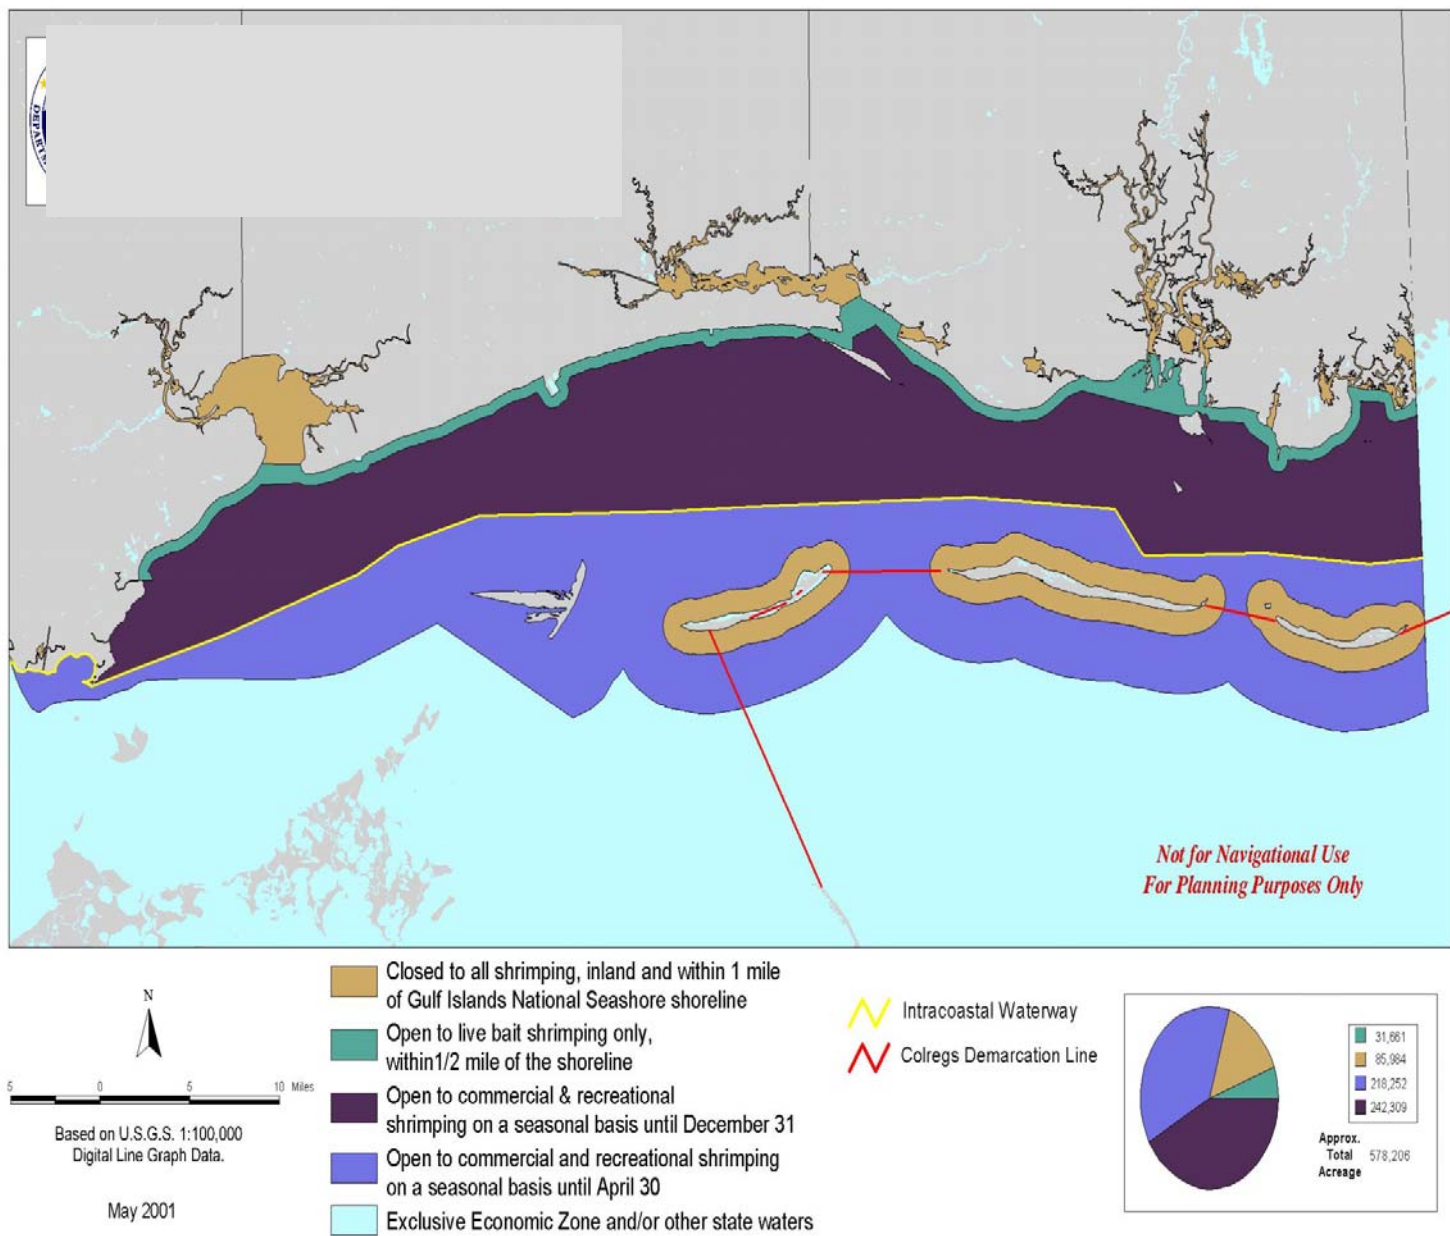 DEPARTS
Not for Navigational Use
For Planning Purposes Only
N
5 0 5 10 Miles
Based on U.S.G.S. 1:100,000
Digital Line Graph Data.
May 2001
Closed to all shrimping, inland and within 1 mile
of Gulf Islands National Seashore shoreline
Open to live bait shrimping only,
within1/2 mile of the shoreline
Open to commercial & recreational
shrimping on a seasonal basis until December 31
Open to commercial and recreational shrimping
on a seasonal basis until April 30
Exclusive Economic Zone and/or other state waters
Intracoastal Waterway
Colregs Demarcation Line
31,661
85,984
218,252
242,309
Approx.
Total 578,206
Acreage